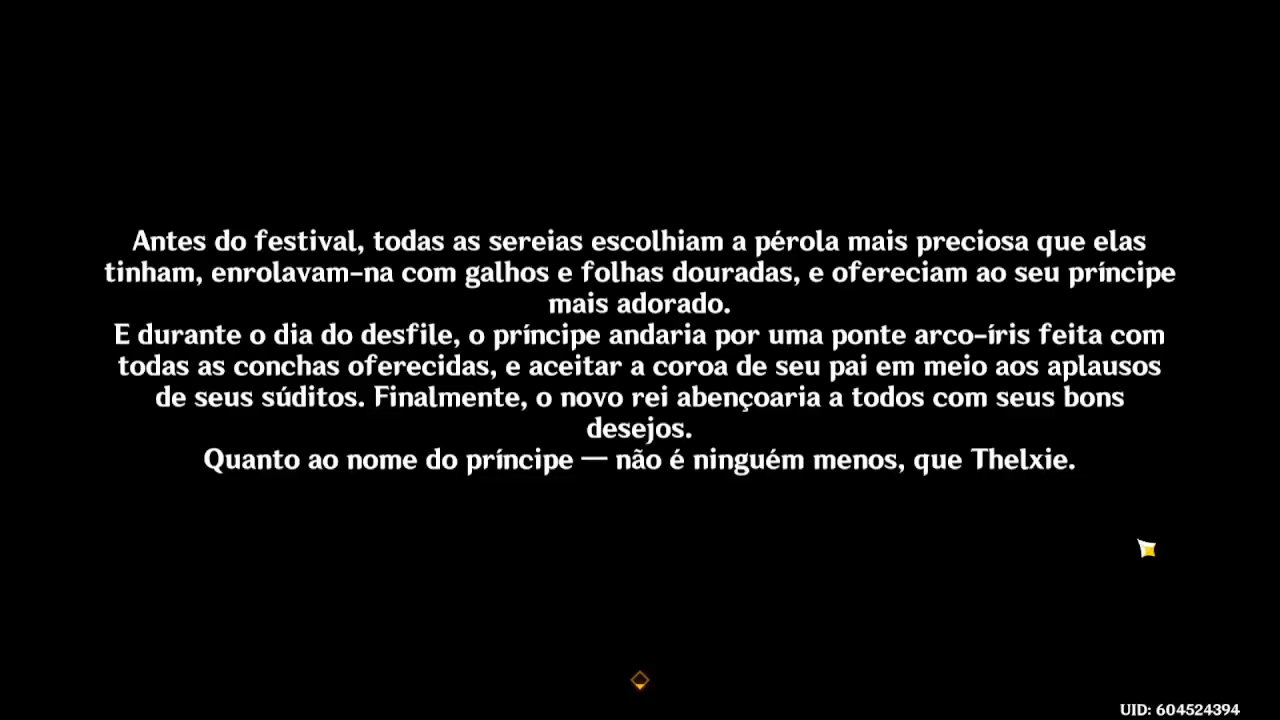 Antes do festival, todas as sereias escolhiam a pérola mais preciosa que elas
tinham, enrolavam-na com galhos e folhas douradas, e ofereciam ao seu príncipe
mais adorado.
E durante o dia do desfile, o príncipe andaria por uma ponte arco-íris feita com
todas as conchas oferecidas, e aceitar a coroa de seu pai em meio aos aplausos
de seus súditos. Finalmente, o novo rei abençoaria a todos com seus bons
desejos.
Quanto ao nome do príncipe — não é ninguém menos, que Thelxie.
UID: 604524394